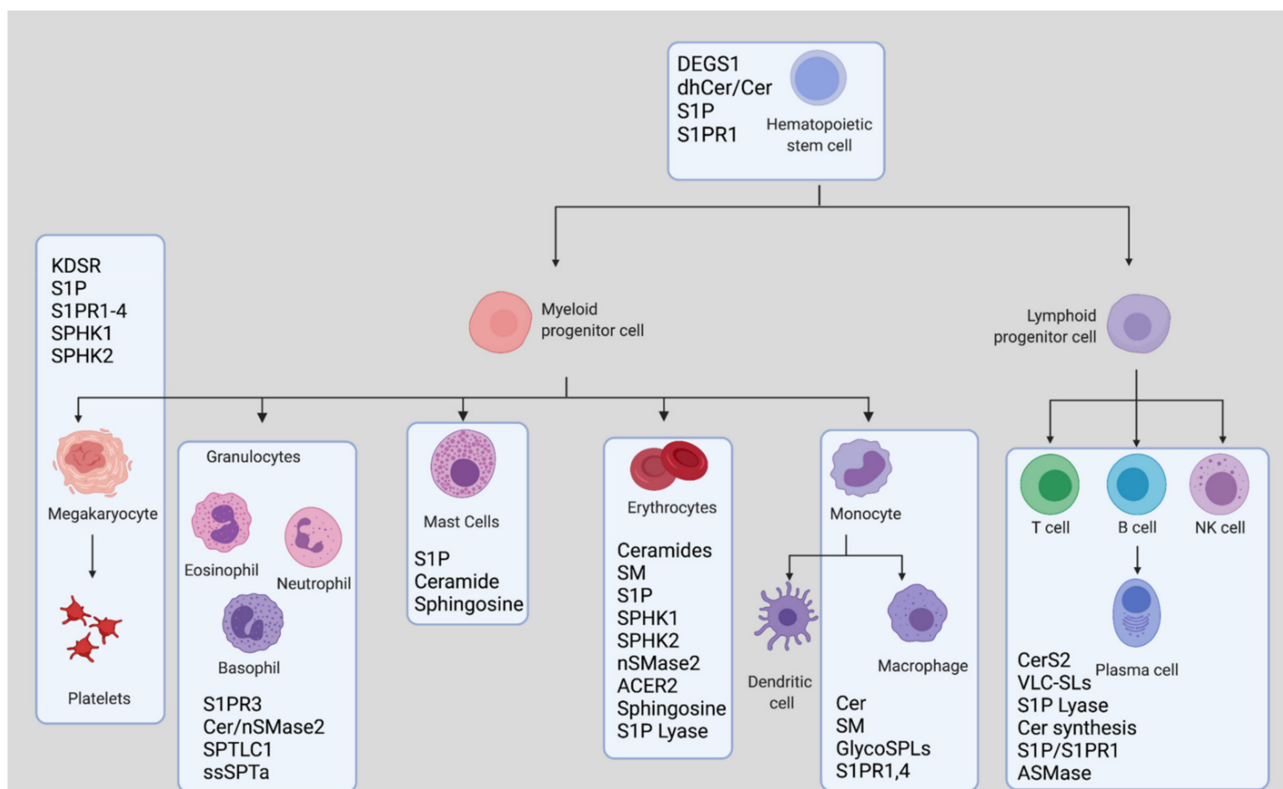 DEGS1
dhCer/Cer
S1P
S1PR1
Hematopoietic
stem cell
KDSR
S1P
S1PR1-4
SPHK1
SPHK2
Myeloid
progenitor cell
Lymphoid
progenitor cell
Megakaryocyte
Platelets
Granulocytes
Eosinophil
Neutrophil
Basophil
S1PR3
Cer/nSMase2
SPTLC1
ssSPTa
Mast Cells
S1P
Ceramide
Sphingosine
Erythrocytes
Ceramides
SM
S1P
SPHK1
SPHK2
nSMase2
ACER2
Sphingosine
S1P Lyase
Monocyte
Dendritic
cell
Macrophage
Cer
SM
GlycoSPLs
S1PR1,4
T cell
B cell
NK cell
Plasma cell
CerS2
VLC-SLs
S1P Lyase
Cer synthesis
S1P/S1PR1
ASMase